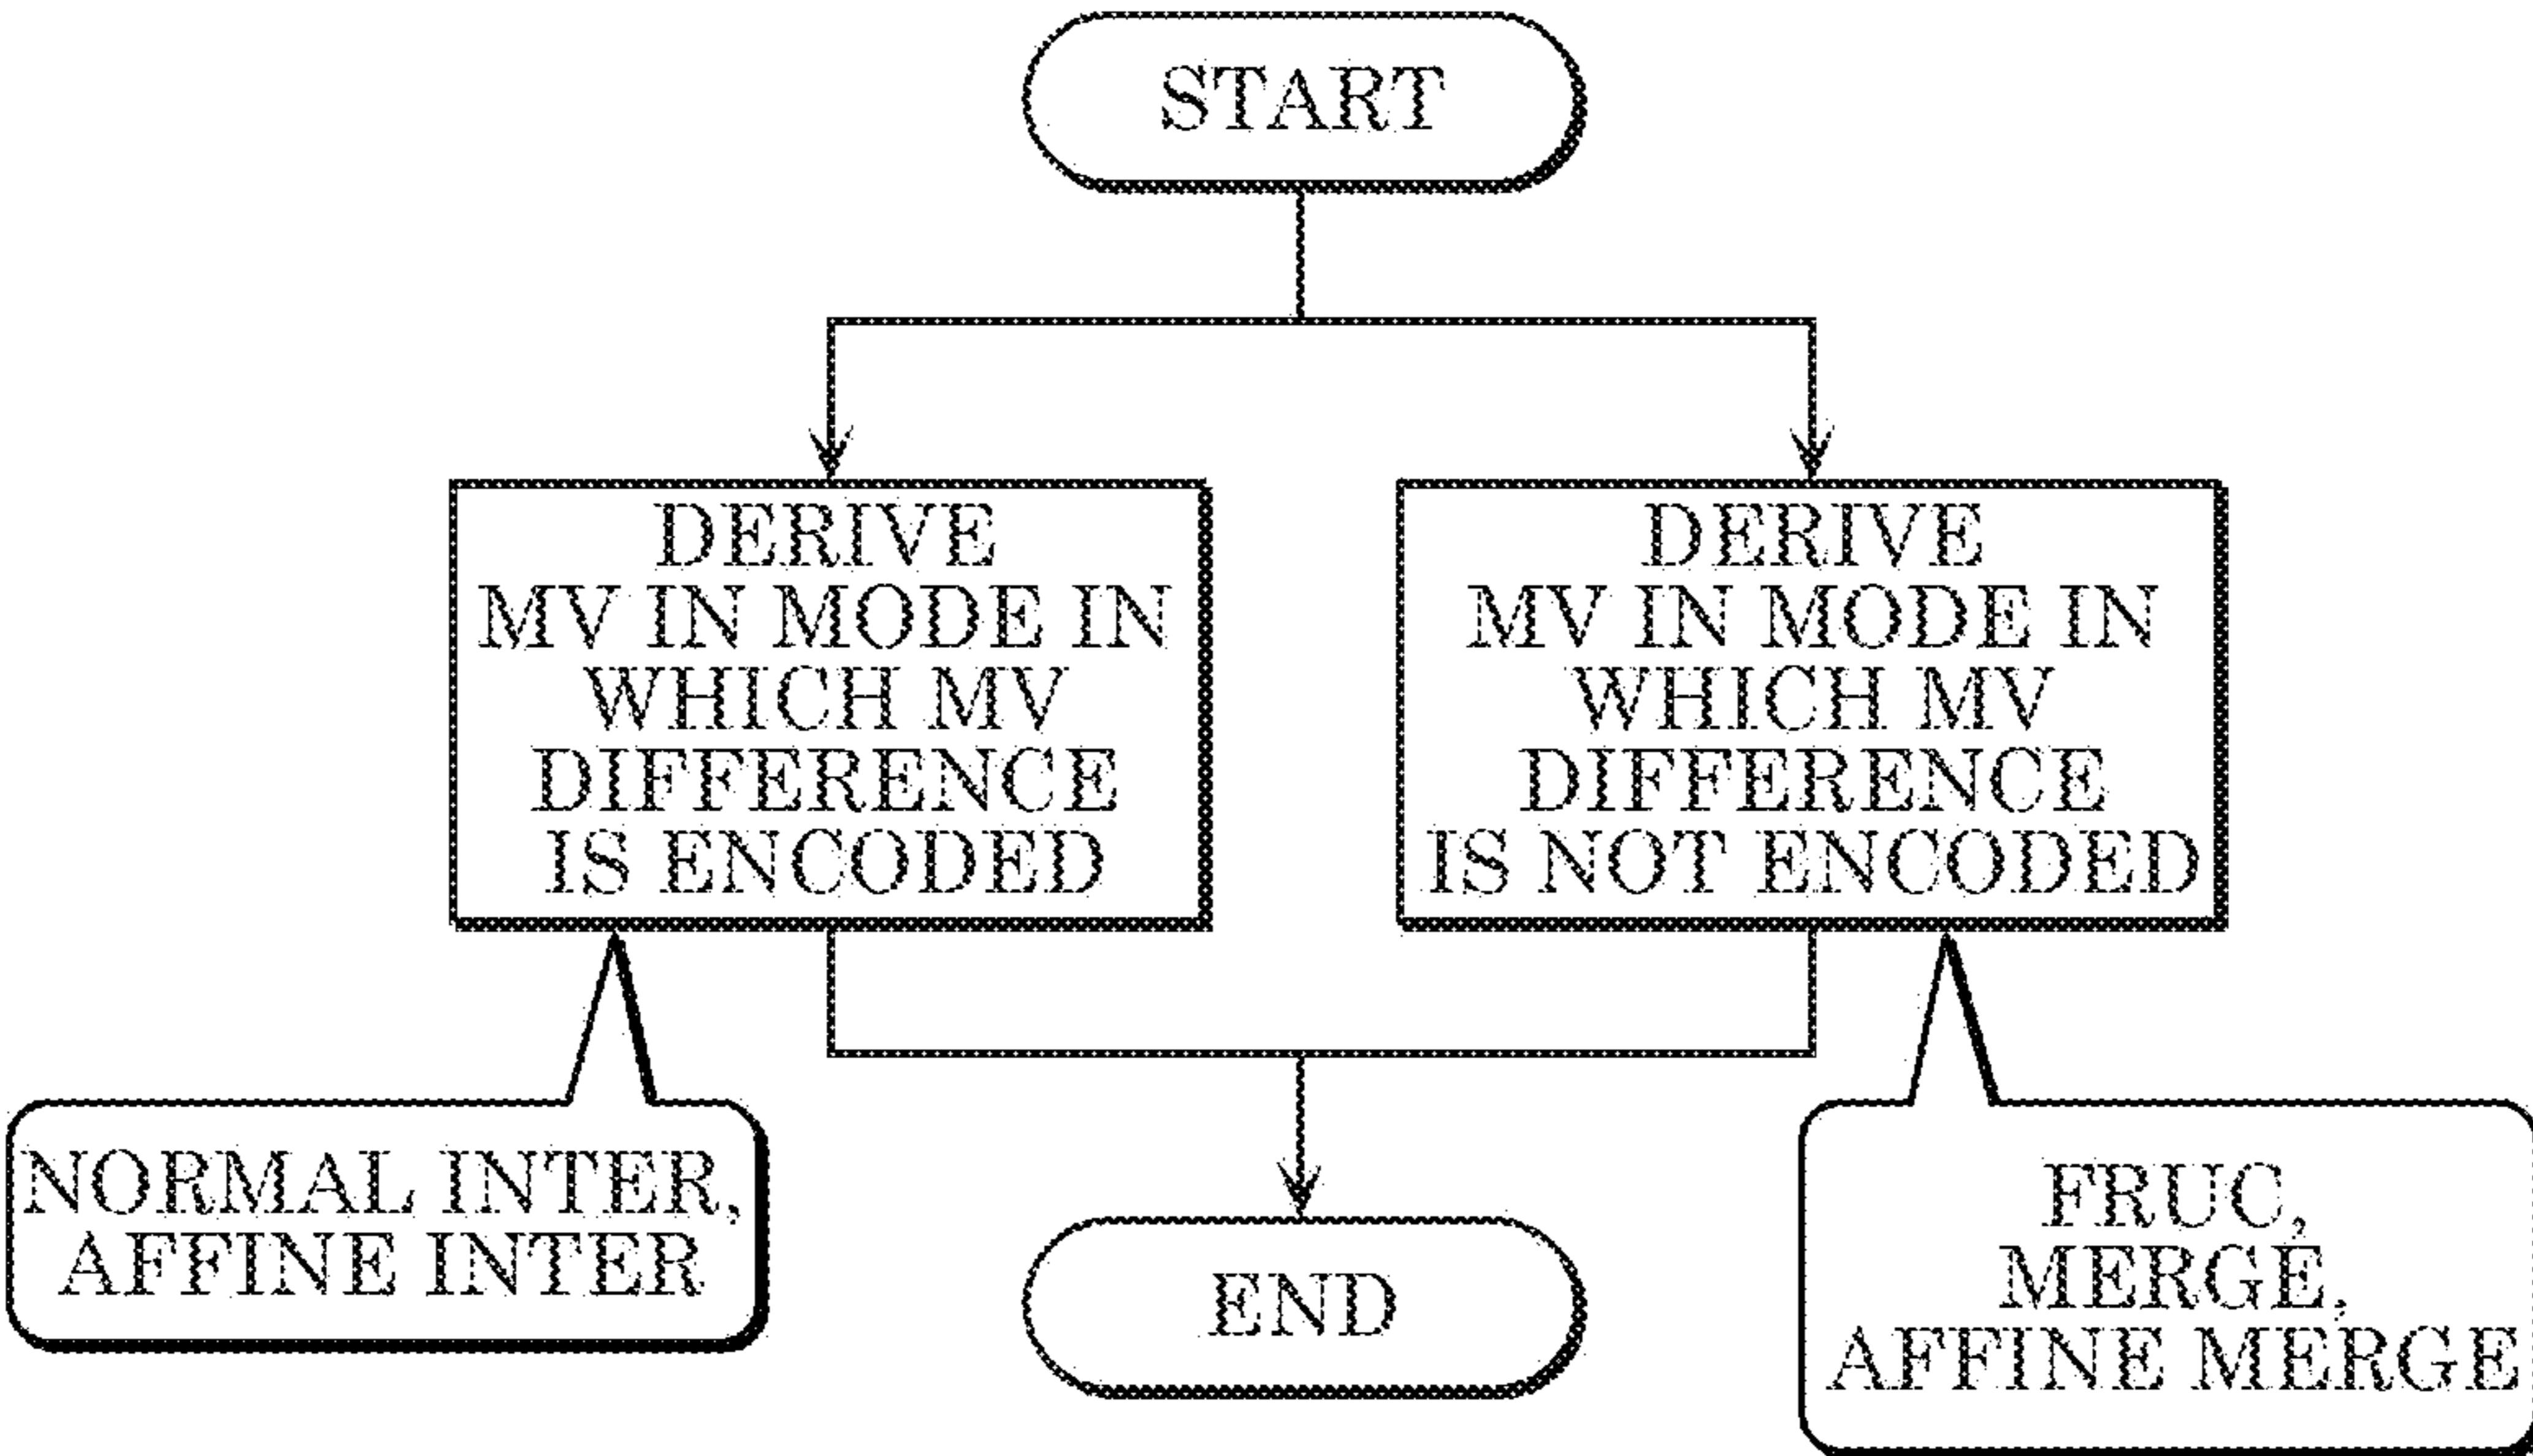 START
DERIVE
MV IN MODE IN
WHICH MV
DIFFERENCE
IS ENCODED
DERIVE
MV IN MODE IN
WHICH MV
DIFFERENCE
IS NOT ENCODED
NORMAL INTER,
AFFINE INTER
END
FRUC,
MERGE,
AFFINE MERGE